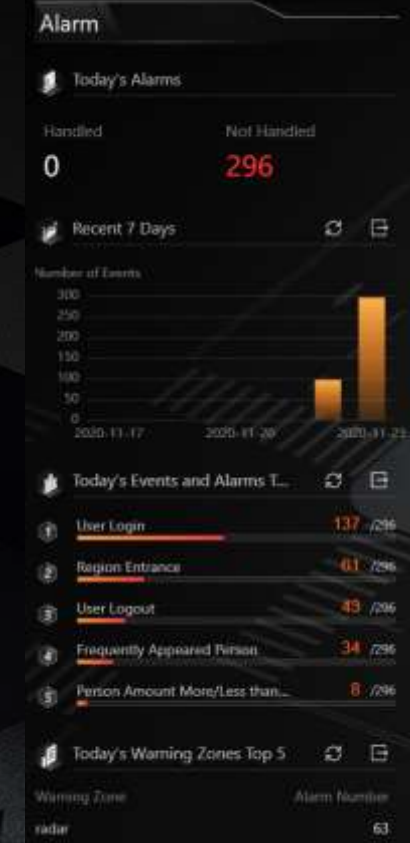 Alarm
Today's Alarms
Handled Not Handled
0 296
Recent 7 Days
Number of Events
300
250
200
150
100
50
0
2020-11-17 2020-11-20 2020-11-23
Today's Events and Alarms T...
1 User Login 137 /296
2 Region Entrance 61 /296
3 User Logout 49 /296
4 Frequently Appeared Person 34 /296
5 Person Amount More/Less than... 8 /296
Today's Warning Zones Top 5
Warning Zone Alarm Number
radar 63